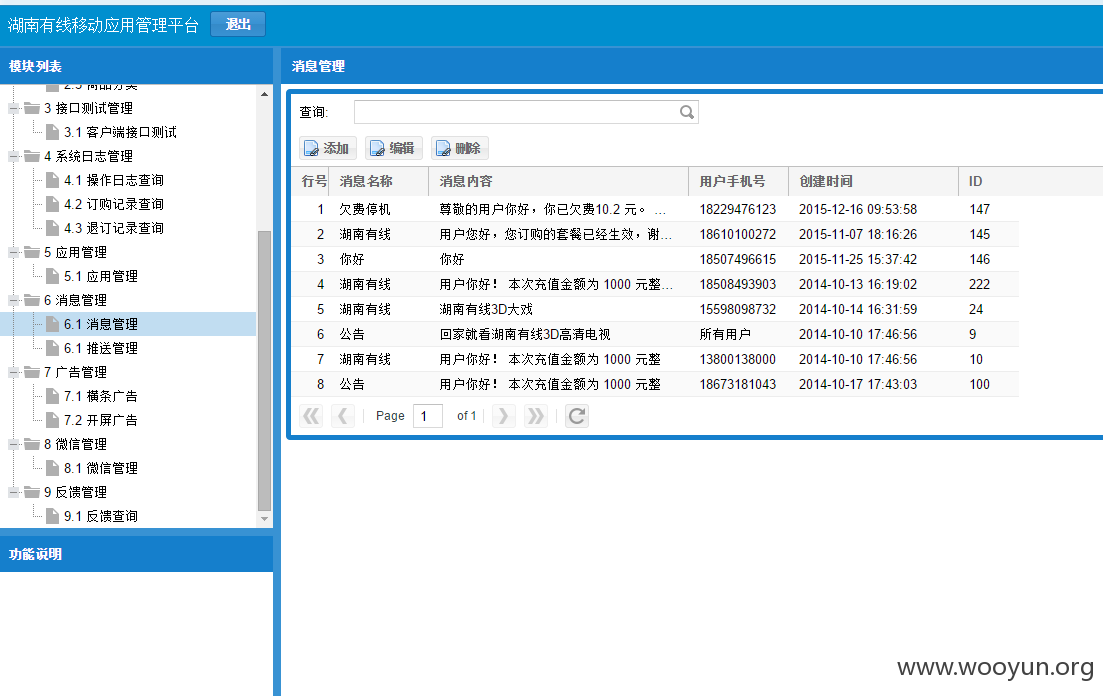 湖南有线移动应用管理平台 退出
模块列表
2.3 商品分类
3 接口测试管理
3.1 客户端接口测试
4 系统日志管理
4.1 操作日志查询
4.2 订购记录查询
4.3 退订记录查询
5 应用管理
5.1 应用管理
6 消息管理
6.1 消息管理
6.1 推送管理
7 广告管理
7.1 横条广告
7.2 开屏广告
8 微信管理
8.1 微信管理
9 反馈管理
9.1 反馈查询
功能说明
消息管理
查询:
添加 编辑 删除
行号 消息名称 消息内容 用户手机号 创建时间 ID
1 欠费停机 尊敬的用户你好，你已欠费10.2 元。 ... 18229476123 2015-12-16 09:53:58 147
2 湖南有线 用户您好，您订购的套餐已经生效，谢... 18610100272 2015-11-07 18:16:26 145
3 你好 你好 18507496615 2015-11-25 15:37:42 146
4 湖南有线 用户你好！ 本次充值金额为 1000 元整... 18508493903 2014-10-13 16:19:02 222
5 湖南有线 湖南有线3D大戏 15598098732 2014-10-14 16:31:59 24
6 公告 回家就看湖南有线3D高清电视 所有用户 2014-10-10 17:46:56 9
7 湖南有线 用户你好！ 本次充值金额为 1000 元整 13800138000 2014-10-10 17:46:56 10
8 公告 用户你好！ 本次充值金额为 1000 元整 18673181043 2014-10-17 17:43:03 100
Page 1 of 1
www.wooyun.org